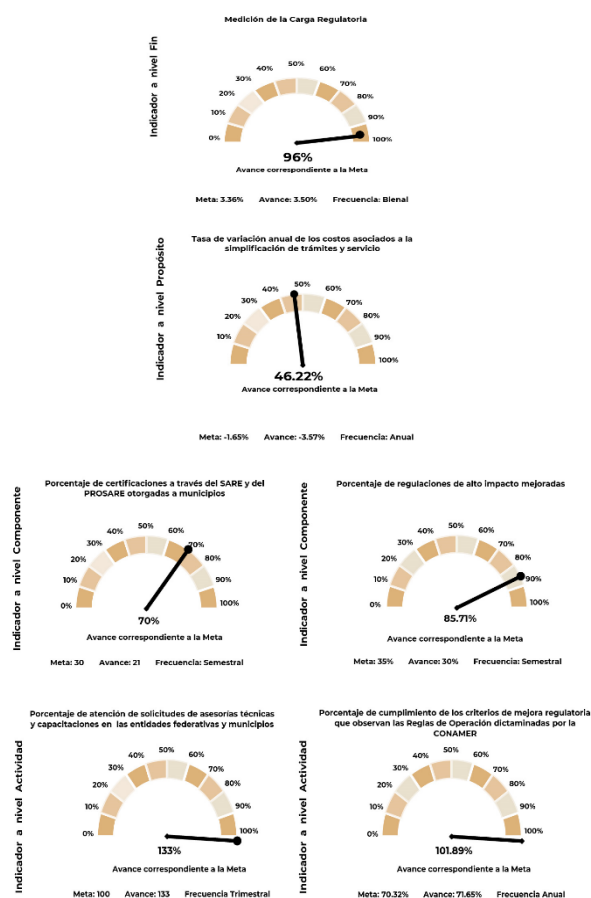 Medición de la Carga Regulatoria
Indicador a nivel Fin
0%
10%
20%
30%
40%
50%
60%
70%
80%
90%
100%
96%
Avance correspondiente a la Meta
Meta: 3.36% Avance: 3.50% Frecuencia: Bienal
Tasa de variación anual de los costos asociados a la
simplificación de trámites y servicio
Indicador a nivel Propósito
10%
20%
30%
40%
50%
60%
70%
80%
90%
100%
46.22%
Avance correspondiente a la Meta
Meta: -1.65% Avance: -3.57% Frecuencia: Anual
Porcentaje de certificaciones a través del SARE y del
PROSARE otorgadas a municipios
Indicador a nivel Componente
0%
10%
20%
30%
40%
50%
60%
70%
80%
90%
100%
70%
Avance correspondiente a la Meta
Meta: 30 Avance: 21 Frecuencia: Semestral
Porcentaje de regulaciones de alto impacto mejoradas
Indicador a nivel Componente
0%
10%
20%
30%
40%
50%
60%
70%
80%
90%
100%
85.71%
Avance correspondiente a la Meta
Meta: 35% Avance: 30% Frecuencia: Semestral
Porcentaje de atención de solicitudes de asesorías técnicas
y capacitaciones en las entidades federativas y municipios
Indicador a nivel Actividad
0%
10%
20%
30%
40%
50%
60%
70%
80%
90%
100%
133%
Avance correspondiente a la Meta
Meta: 100 Avance: 133 Frecuencia Trimestral
Porcentaje de cumplimiento de los criterios de mejora regulatoria
que observan las Reglas de Operación dictaminadas por la
CONAMER
Indicador a nivel Actividad
0%
10%
20%
30%
40%
50%
60%
70%
80%
90%
100%
101.89%
Avance correspondiente a la Meta
Meta: 70.32% Avance: 71.65% Frecuencia Anual